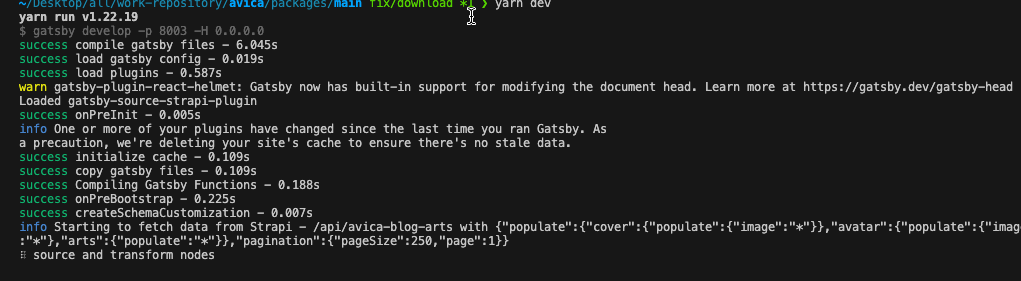 ~/Desktop/all/work-repository/avica/packages/main fix/download *1 ❯ yarn dev
yarn run v1.22.19
$ gatsby develop -p 8003 -H 0.0.0.0
success compile gatsby files - 6.045s
success load gatsby config - 0.019s
success load plugins - 0.587s
warn gatsby-plugin-react-helmet: Gatsby now has built-in support for modifying the document head. Learn more at https://gatsby.dev/gatsby-head
Loaded gatsby-source-strapi-plugin
success onPreInit - 0.005s
info One or more of your plugins have changed since the last time you ran Gatsby. As
a precaution, we're deleting your site's cache to ensure there's no stale data.
success initialize cache - 0.109s
success copy gatsby files - 0.109s
success Compiling Gatsby Functions - 0.188s
success onPreBootstrap - 0.225s
success createSchemaCustomization - 0.007s
info Starting to fetch data from Strapi - /api/avica-blog-arts with {"populate":{"cover":{"populate":{"image":"*"}},"avatar":{"populate":{"imag
:"*"},"arts":{"populate":"*"}},"pagination":{"pageSize":250,"page":1}}
⠿ source and transform nodes